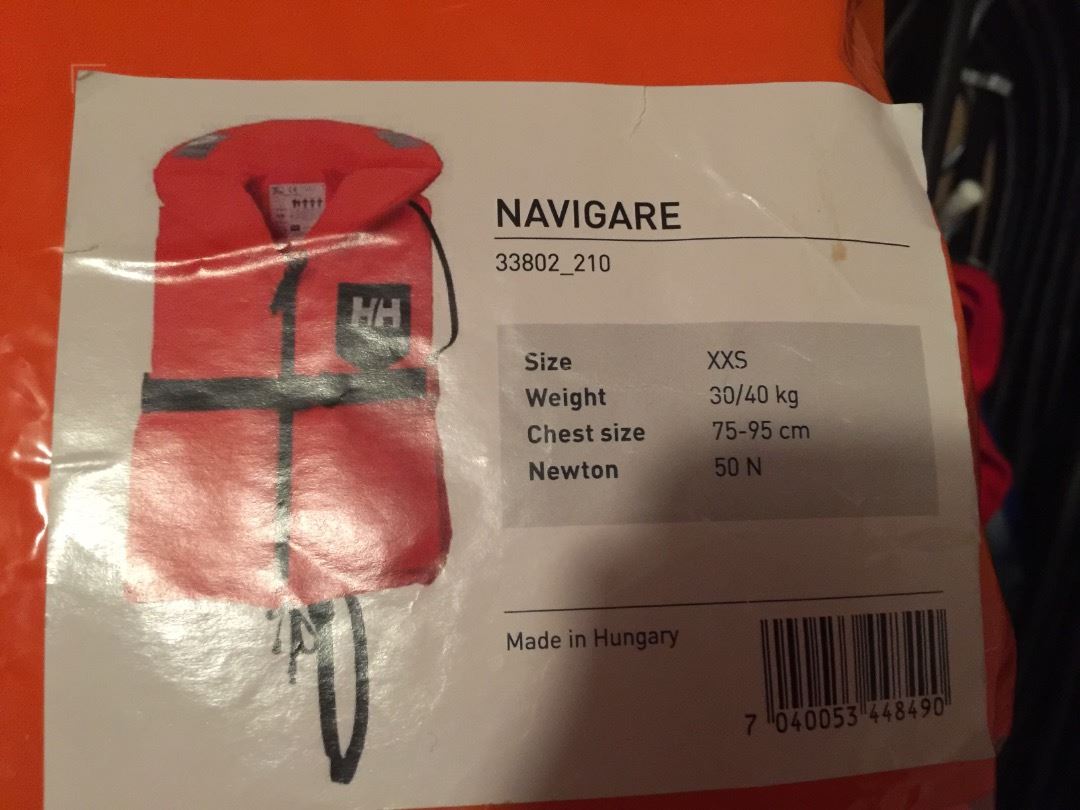 HH
NAVIGARE
33802_210
Size XXS
Weight 30/40 kg
Chest size 75-95 cm
Newton 50 N
Made in Hungary
7 040053 448490